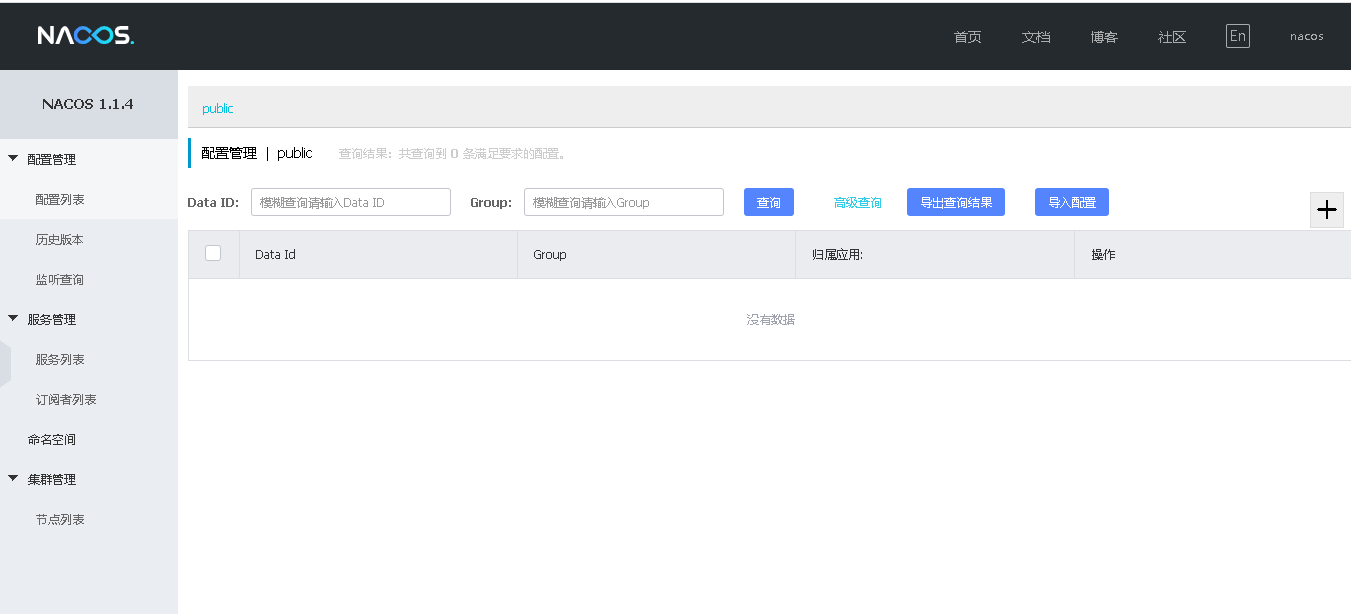 NACOS.
首页 文档 博客 社区 En nacos
NACOS 1.1.4
配置管理
配置列表
历史版本
监听查询
服务管理
服务列表
订阅者列表
命名空间
集群管理
节点列表
public
配置管理 | public 查询结果：共查询到 0 条满足要求的配置。
Data ID: 模糊查询请输入Data ID Group: 模糊查询请输入Group 查询 高级查询 导出查询结果 导入配置
Data Id Group 归属应用: 操作
没有数据